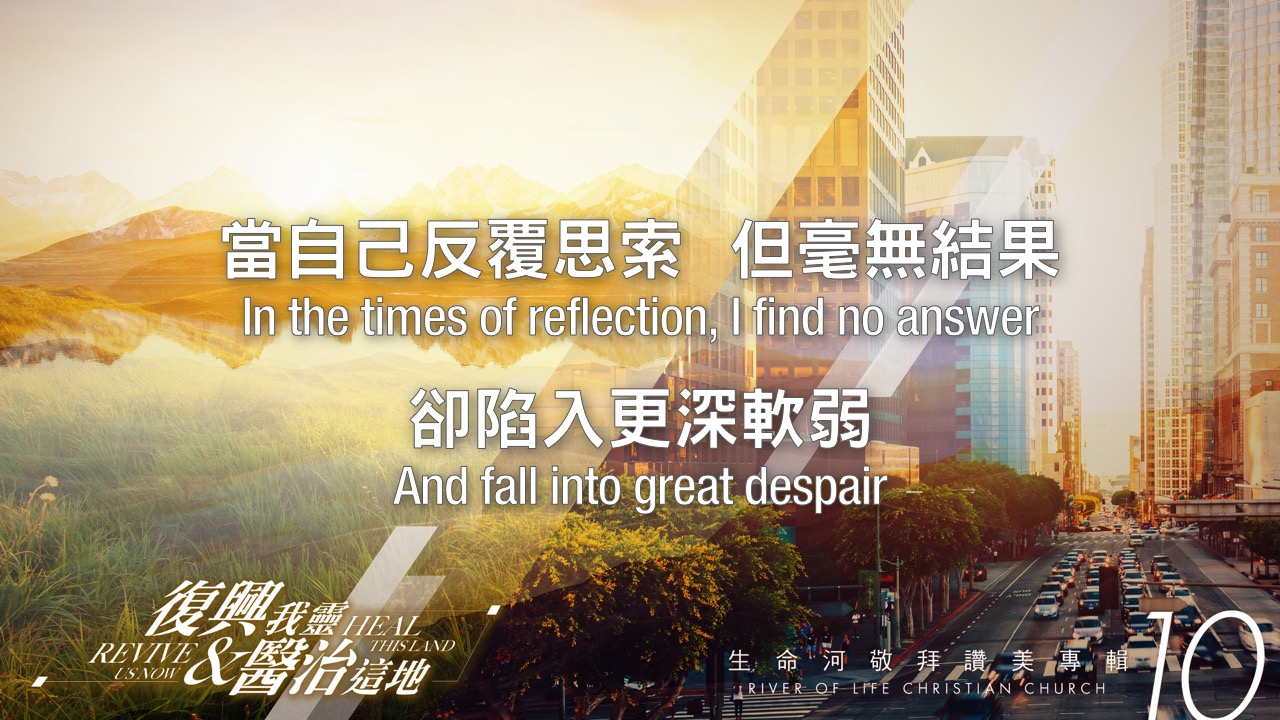 當自己反覆思索 但毫無結果
In the times of reflection, I find no answer
卻陷入更深軟弱
And fall into great despair
復興我靈 HEAL THIS LAND
REVIVE US NOW & 醫治這地
生命河敬拜讚美專輯 10
RIVER OF LIFE CHRISTIAN CHURCH